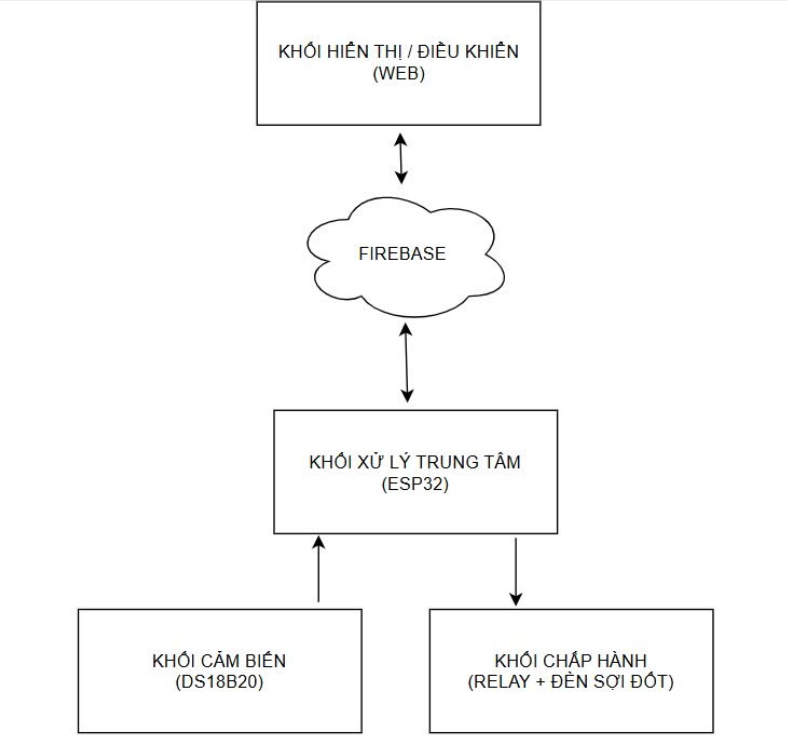 KHỐI HIỂN THỊ / ĐIỀU KHIỂN
(WEB)
FIREBASE
KHỐI XỬ LÝ TRUNG TÂM
(ESP32)
KHỐI CẢM BIẾN
(DS18B20)
KHỐI CHẤP HÀNH
(RELAY + ĐÈN SỢI ĐỐT)